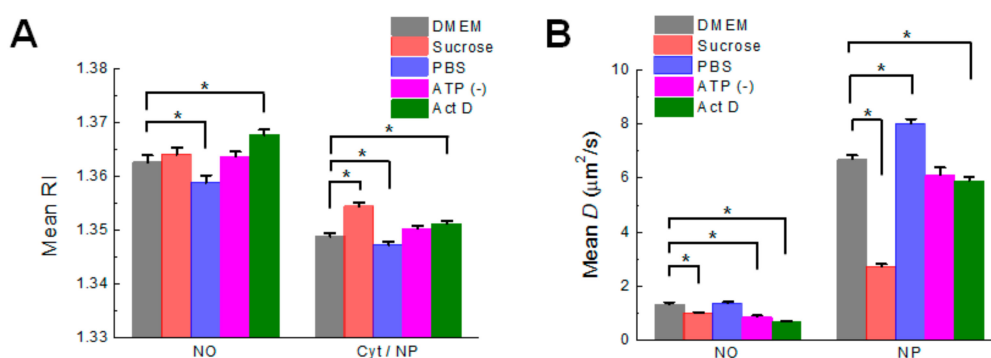 A
DMEM
Sucrose
PBS
ATP (-)
Act D
Mean RI
1.38
1.37
1.36
1.35
1.34
1.33
*
*
*
*
*
NO
Cyt / NP
B
DMEM
Sucrose
PBS
ATP (-)
Act D
Mean D (μm²/s)
10
8
6
4
2
0
*
*
*
*
*
*
NO
NP